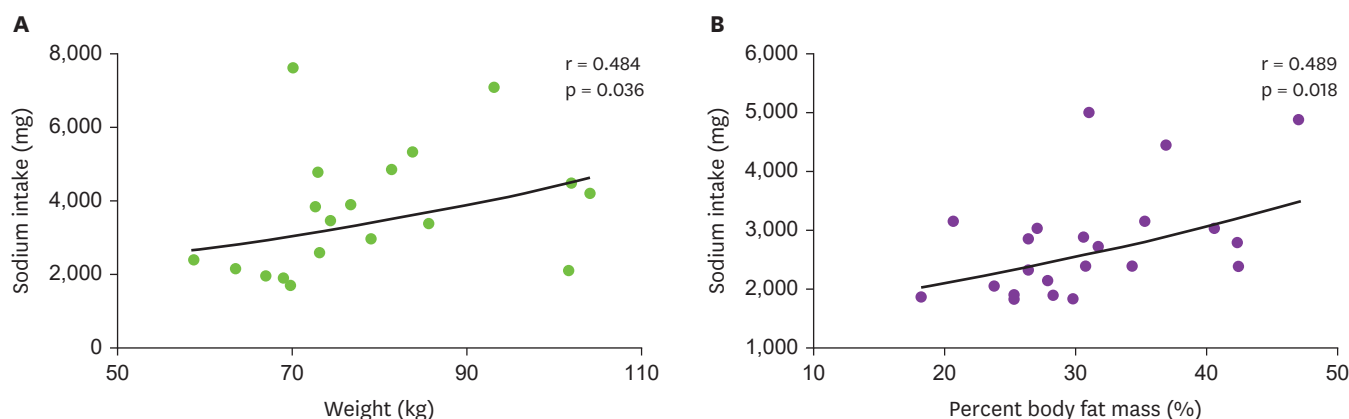 A
8,000
6,000
4,000
2,000
0
Sodium intake (mg)
50 70 90 110
Weight (kg)
r = 0.484
p = 0.036
B
6,000
5,000
4,000
3,000
2,000
1,000
Sodium intake (mg)
10 20 30 40 50
Percent body fat mass (%)
r = 0.489
p = 0.018